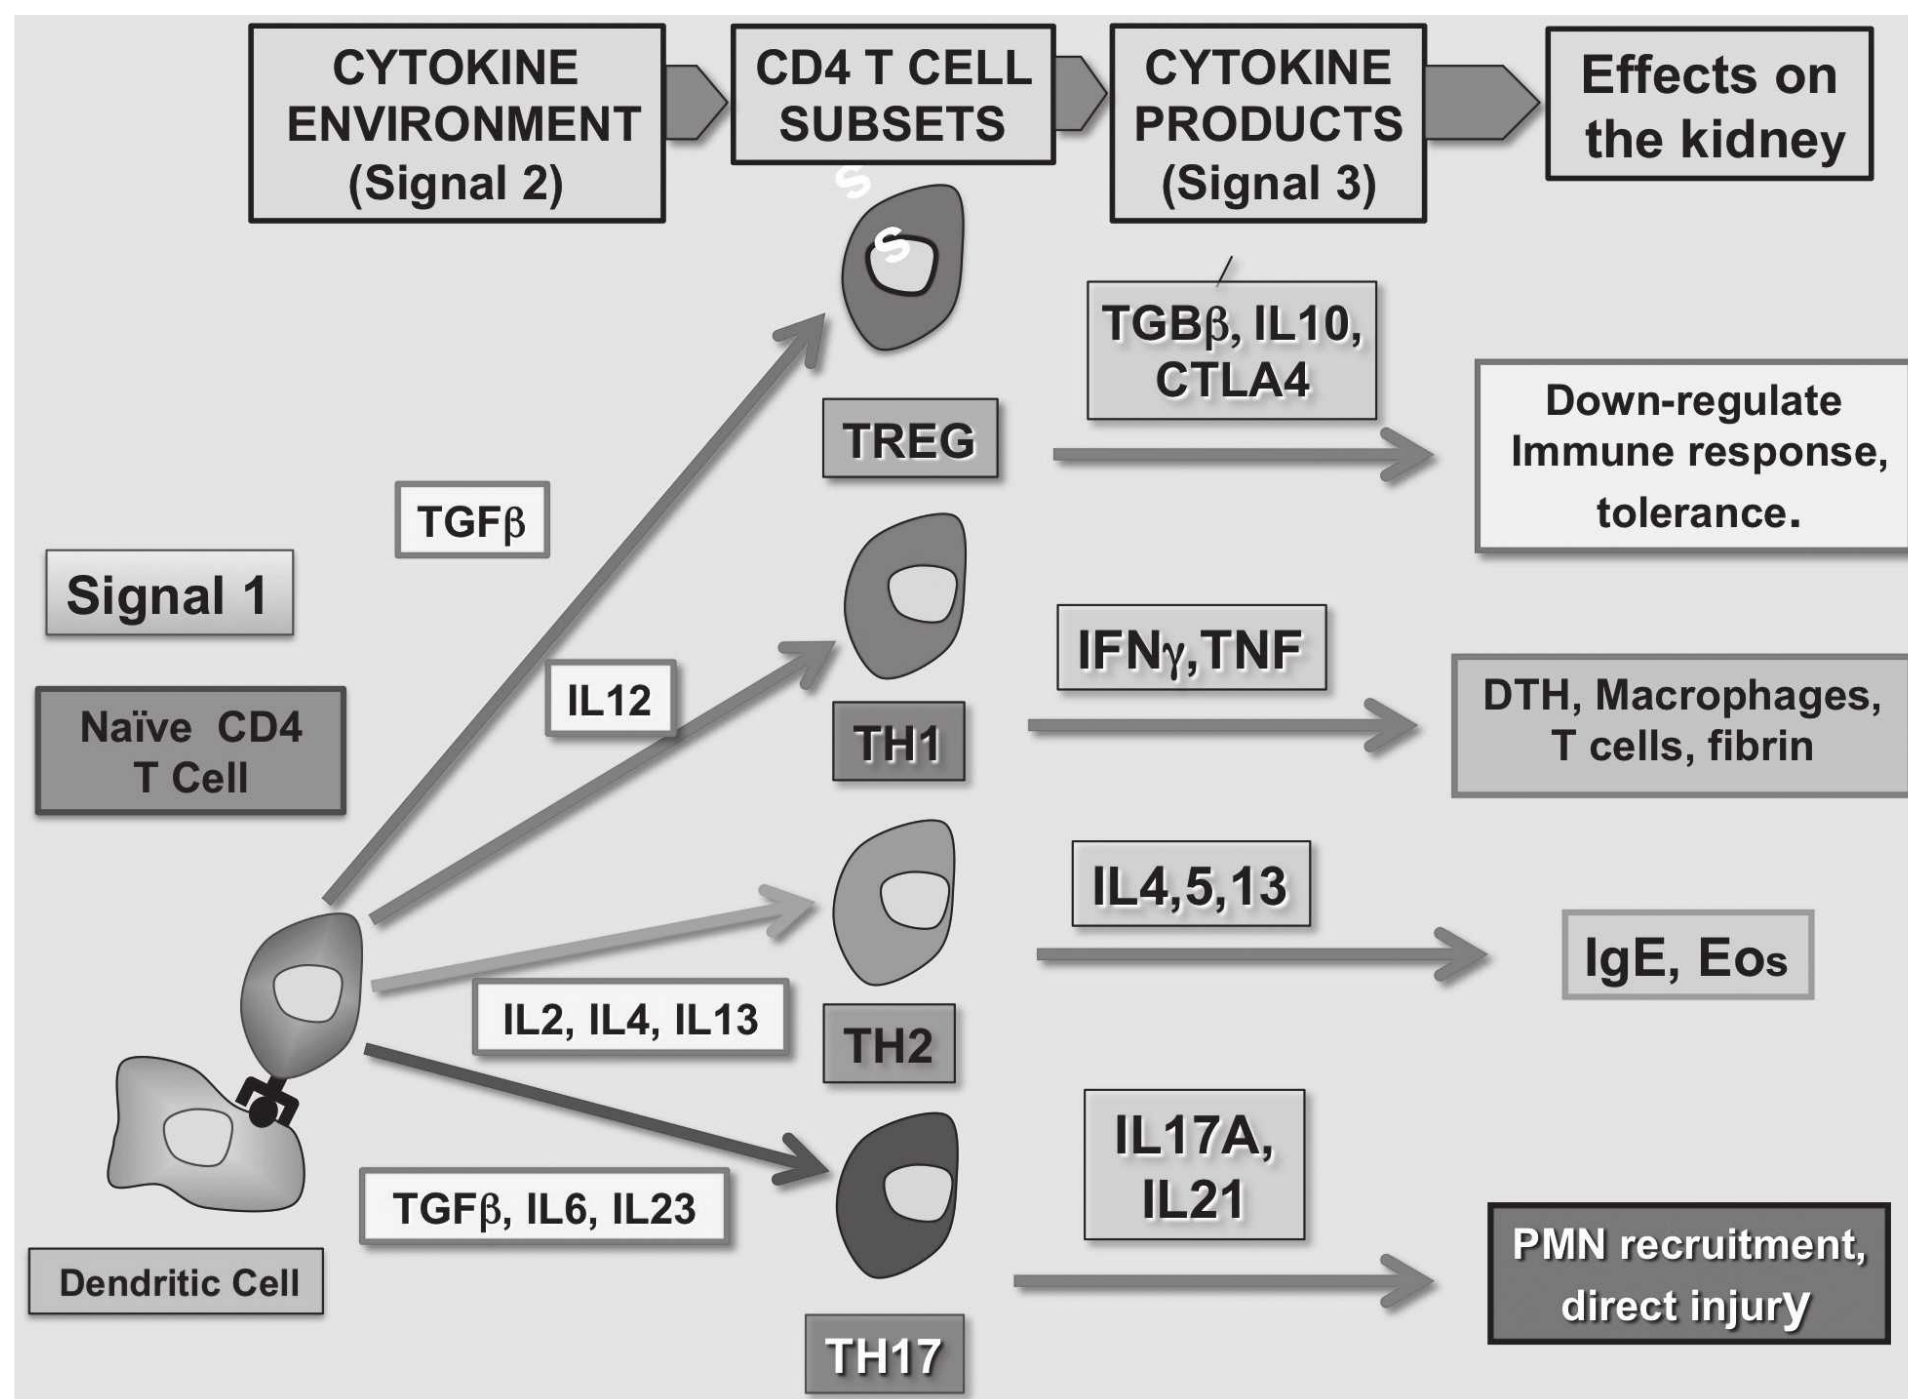 CYTOKINE
ENVIRONMENT
(Signal 2)
CD4 T CELL
SUBSETS
CYTOKINE
PRODUCTS
(Signal 3)
Effects on
the kidney
s
s
TGBβ, IL10,
CTLA4
TREG
Down-regulate
Immune response,
tolerance.
TGFβ
Signal 1
IFNγ,TNF
IL12
TH1
DTH, Macrophages,
T cells, fibrin
Naïve CD4
T Cell
IL4,5,13
IgE, Eos
IL2, IL4, IL13
TH2
IL17A,
IL21
TGFβ, IL6, IL23
PMN recruitment,
direct injury
Dendritic Cell
TH17